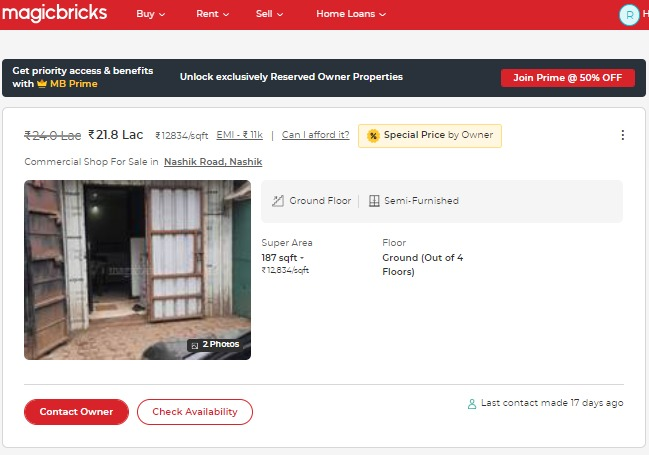 magicbricks
Buy Rent Sell Home Loans
R H
Get priority access & benefits
with MB Prime
Unlock exclusively Reserved Owner Properties
Join Prime @ 50% OFF
₹24.0 Lac ₹21.8 Lac ₹12834/sqft EMI - ₹ 11k | Can I afford it? Special Price by Owner
Commercial Shop For Sale in Nashik Road, Nashik
Ground Floor Semi-Furnished
Super Area
187 sqft
₹12,834/sqft
Floor
Ground (Out of 4
Floors)
2 Photos
Contact Owner Check Availability
Last contact made 17 days ago